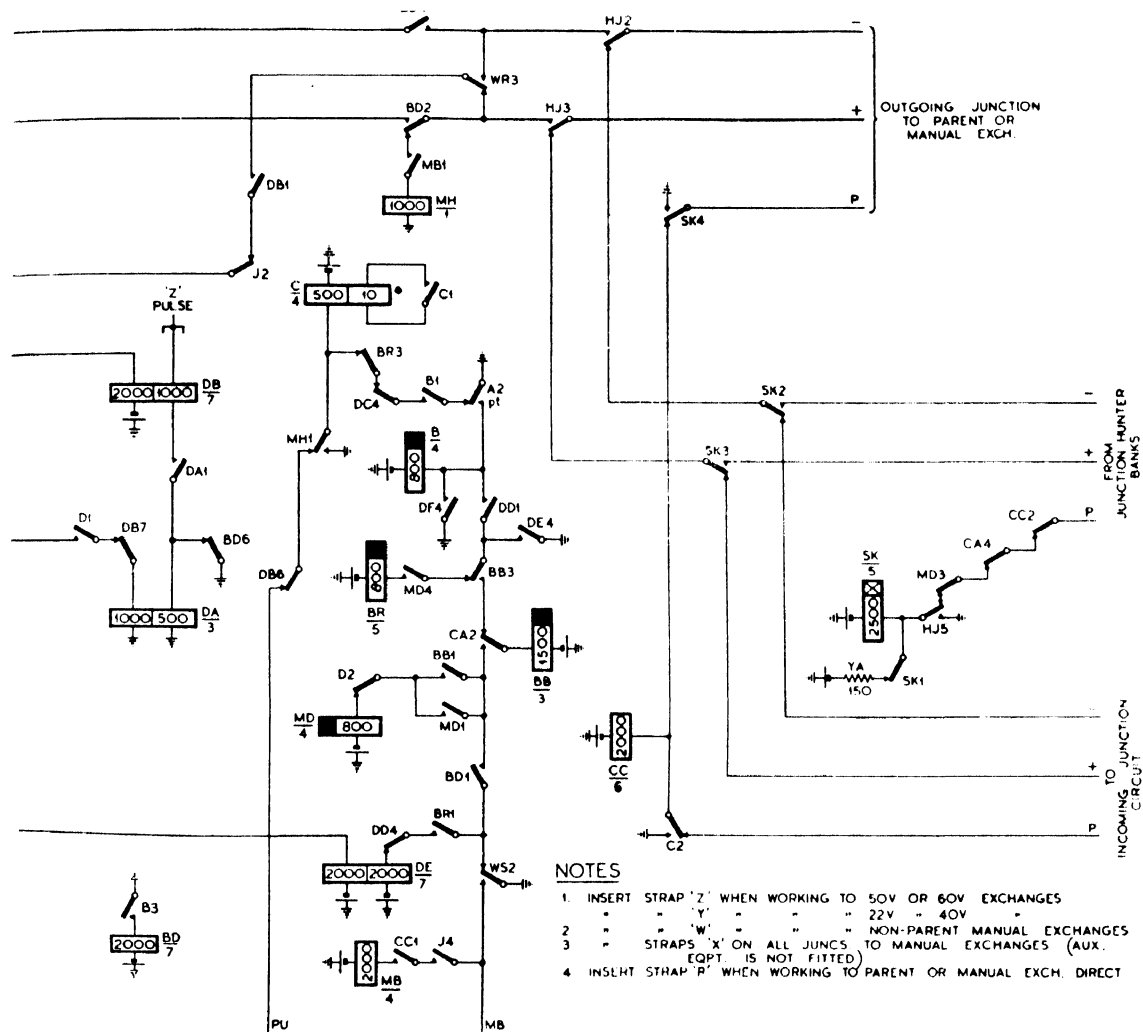 HJ2
−
WR3
BD2
HJ3
+
OUTGOING JUNCTION
TO PARENT OR
MANUAL EXCH.
DB1
MB1
1000
MH
1
P
SK4
J2
'Z'
PULSE
C
4
500
10
C1
BR3
DC4
B1
A2
pt
2000
1000
DB
7
SK2
−
SK3
+
FROM
JUNCTION HUNTER
BANKS
MH1
B
4
800
DA1
DF4
DD1
DE4
D1
DB7
BD6
CC2
P
CA4
MD3
SK
5
2500
HJ5
YA
150
SK1
DB6
800
BR
5
MD4
BB3
1000
500
DA
3
CA2
1500
BB
3
D2
BB1
MD1
MD
4
800
−
+
P
TO
INCOMING JUNCTION
CIRCUIT
2000
CC
6
C2
BD1
DD4
BR1
2000
2000
DE
7
WS2
B3
2000
BD
7
2000
MB
4
CC1
J4
PU
MB
NOTES
1. INSERT STRAP 'Z' WHEN WORKING TO 50V OR 60V EXCHANGES
" " 'Y' " " " 22V " 40V "
2 " " 'W' " " " NON-PARENT MANUAL EXCHANGES
3 " STRAPS 'X' ON ALL JUNCS. TO MANUAL EXCHANGES (AUX.
EQPT. IS NOT FITTED)
4 INSERT STRAP 'R' WHEN WORKING TO PARENT OR MANUAL EXCH. DIRECT